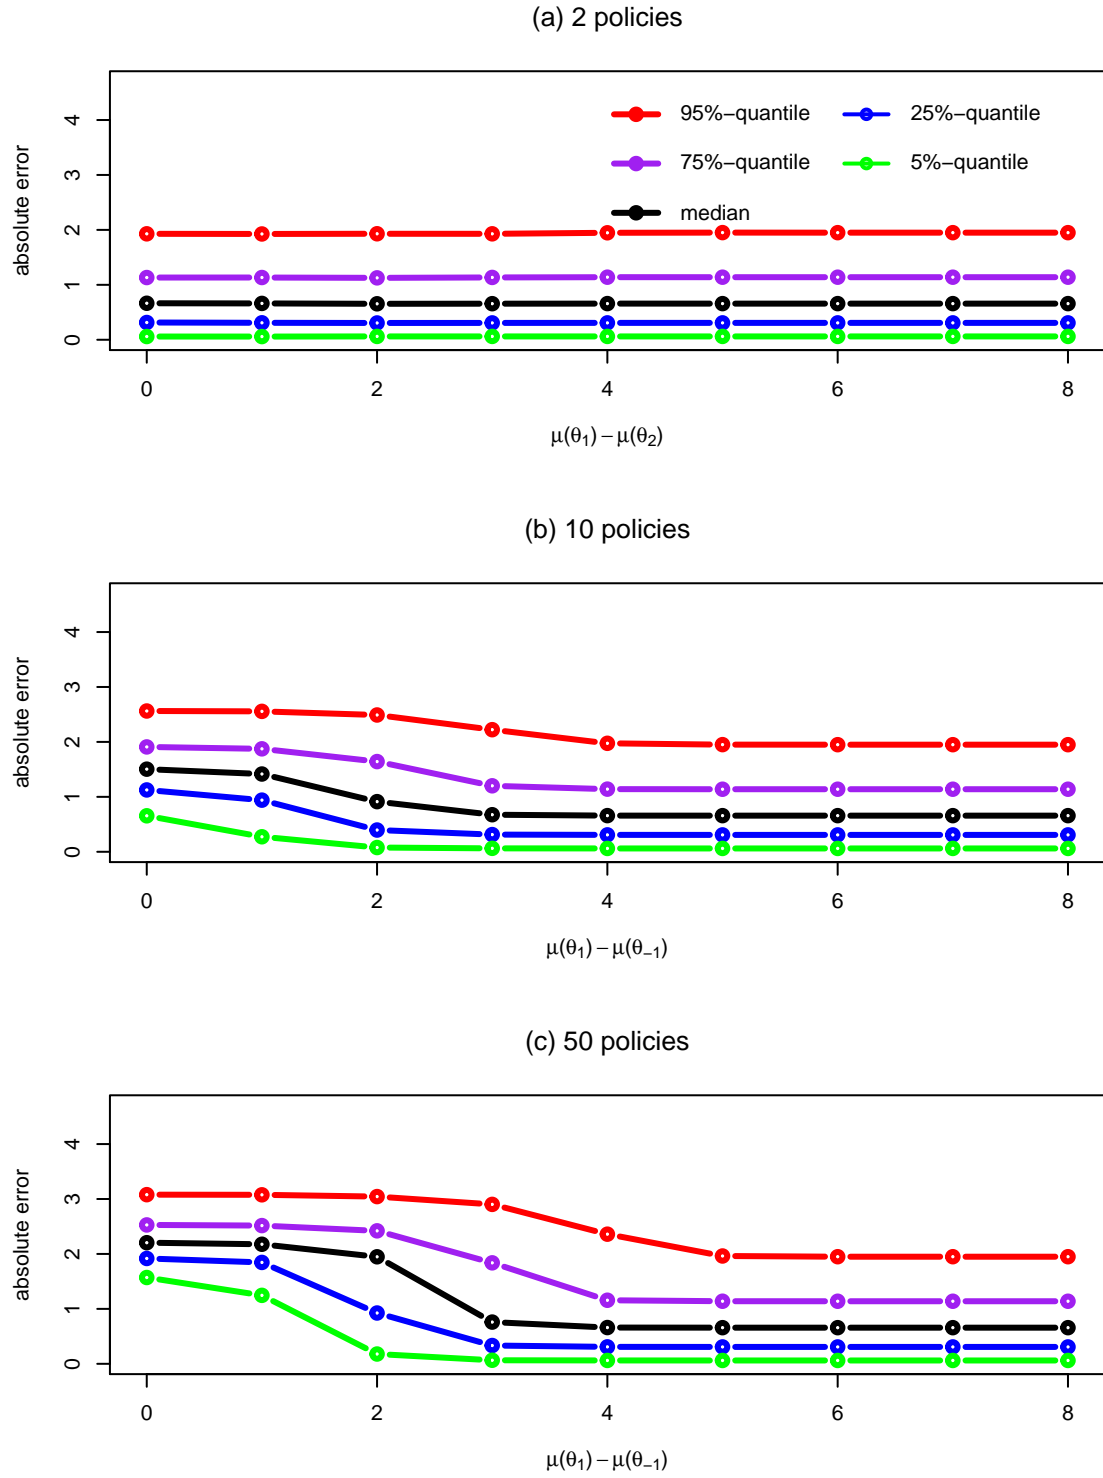 (a) 2 policies
absolute error
4
3
2
1
0
95%−quantile
75%−quantile
median
25%−quantile
5%−quantile
0 2 4 6 8
μ(θ₁) − μ(θ₂)
(b) 10 policies
absolute error
4
3
2
1
0
0 2 4 6 8
μ(θ₁) − μ(θ₋₁)
(c) 50 policies
absolute error
4
3
2
1
0
0 2 4 6 8
μ(θ₁) − μ(θ₋₁)